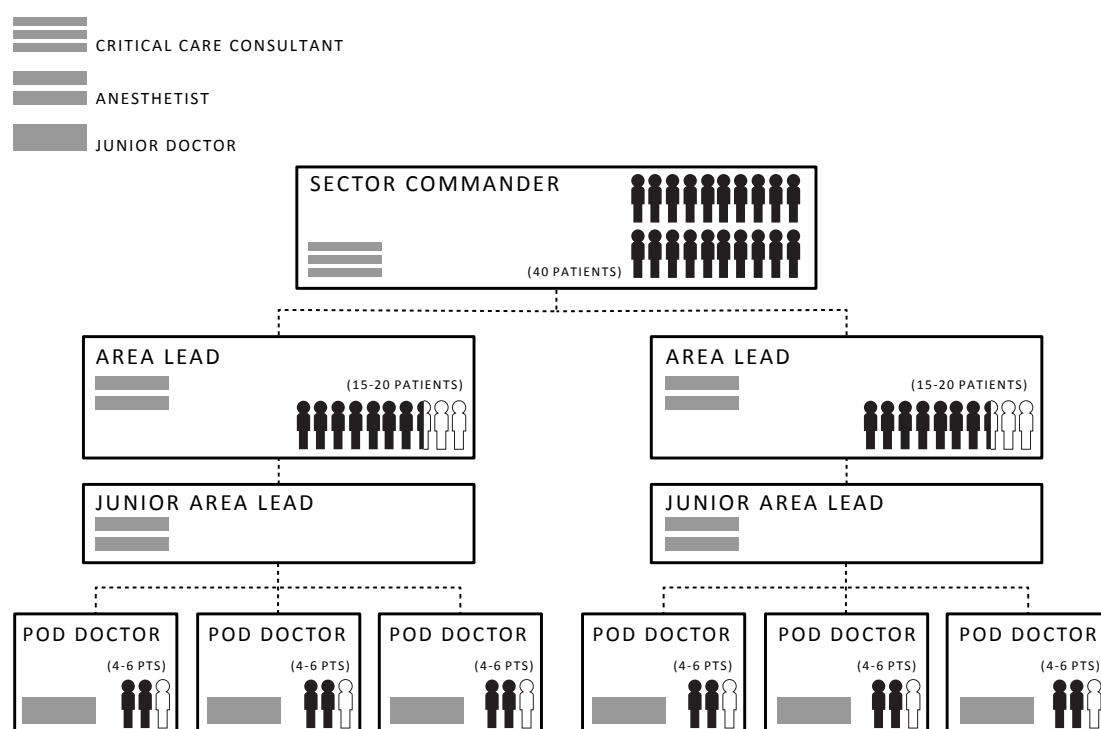 CRITICAL CARE CONSULTANT
ANESTHETIST
JUNIOR DOCTOR
SECTOR COMMANDER
(40 PATIENTS)
AREA LEAD
(15-20 PATIENTS)
AREA LEAD
(15-20 PATIENTS)
JUNIOR AREA LEAD
JUNIOR AREA LEAD
POD DOCTOR
(4-6 PTS)
POD DOCTOR
(4-6 PTS)
POD DOCTOR
(4-6 PTS)
POD DOCTOR
(4-6 PTS)
POD DOCTOR
(4-6 PTS)
POD DOCTOR
(4-6 PTS)